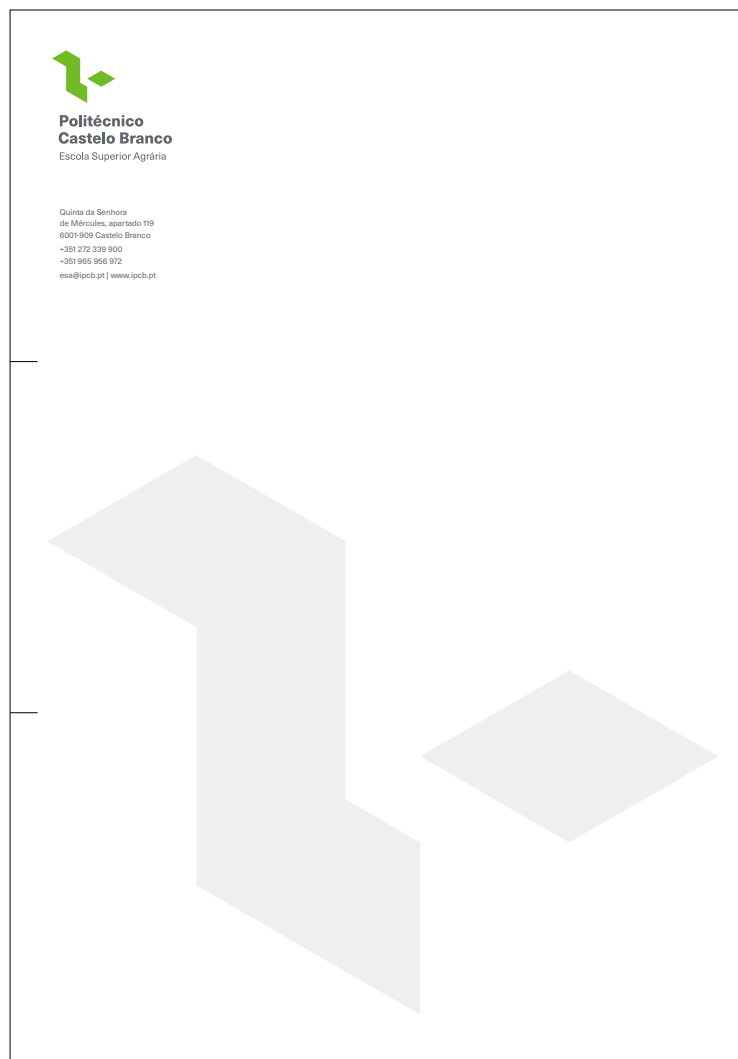 Politécnico
Castelo Branco
Escola Superior Agrária
Quinta da Senhora
de Mércules, apartado 119
6001-909 Castelo Branco
+351 272 339 900
+351 965 956 972
esa@ipcb.pt | www.ipcb.pt